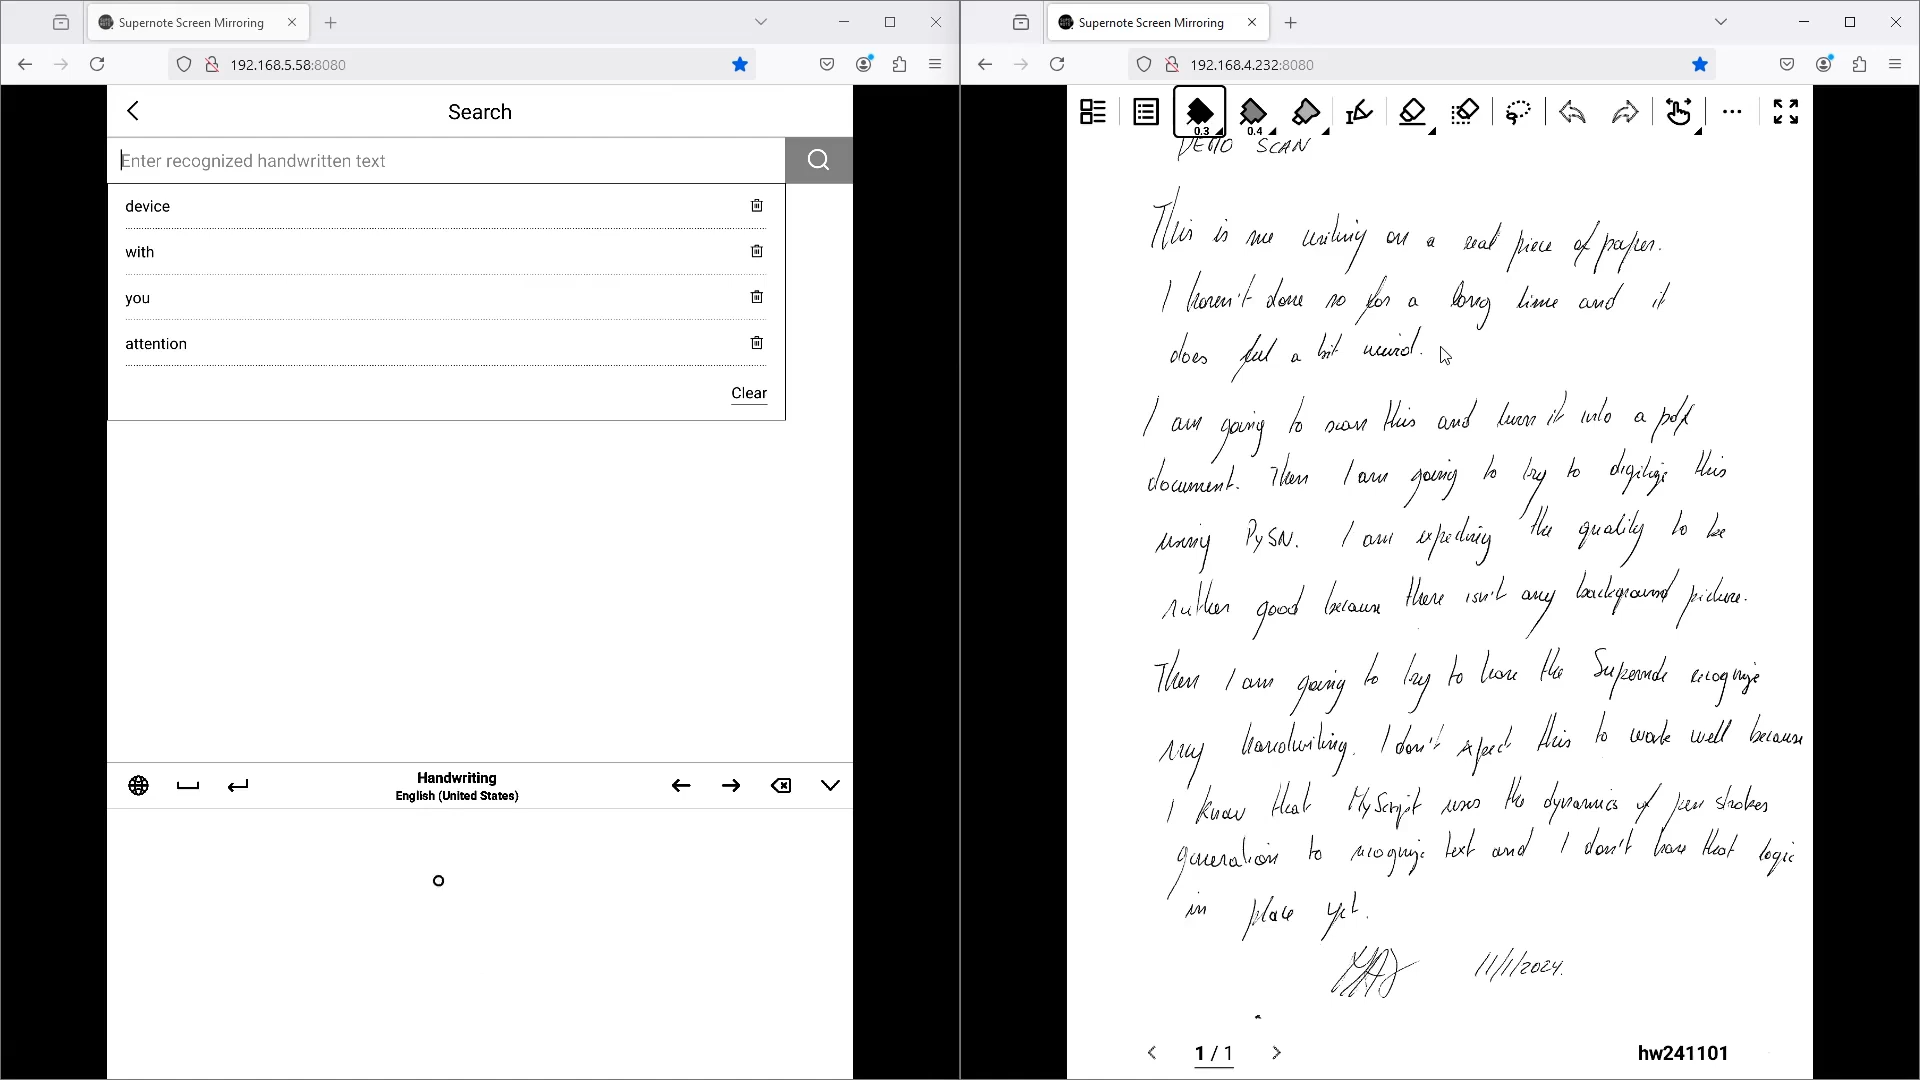 Supernote Screen Mirroring
192.168.5.58:8080
Search
Enter recognized handwritten text
device
with
you
attention
Clear
Handwriting
English (United States)
Supernote Screen Mirroring
192.168.4.232:8080
0.3
0.4
DEMO SCAN
This is me writing on a real piece of paper.
I haven't done so for a long time and it
does feel a bit weird.
I am going to scan this and turn it into a pdf
document. Then I am going to try to digitize this
using PySN. I am expecting the quality to be
rather good because there isn't any background picture.
Then I am going to try to have the Supernote recognize
my handwriting. I don't expect this to work well because
I know that MyScript uses the dynamics of pen strokes
generation to recognize text and I don't have that logic
in place yet.
11/1/2024.
1 / 1
hw241101